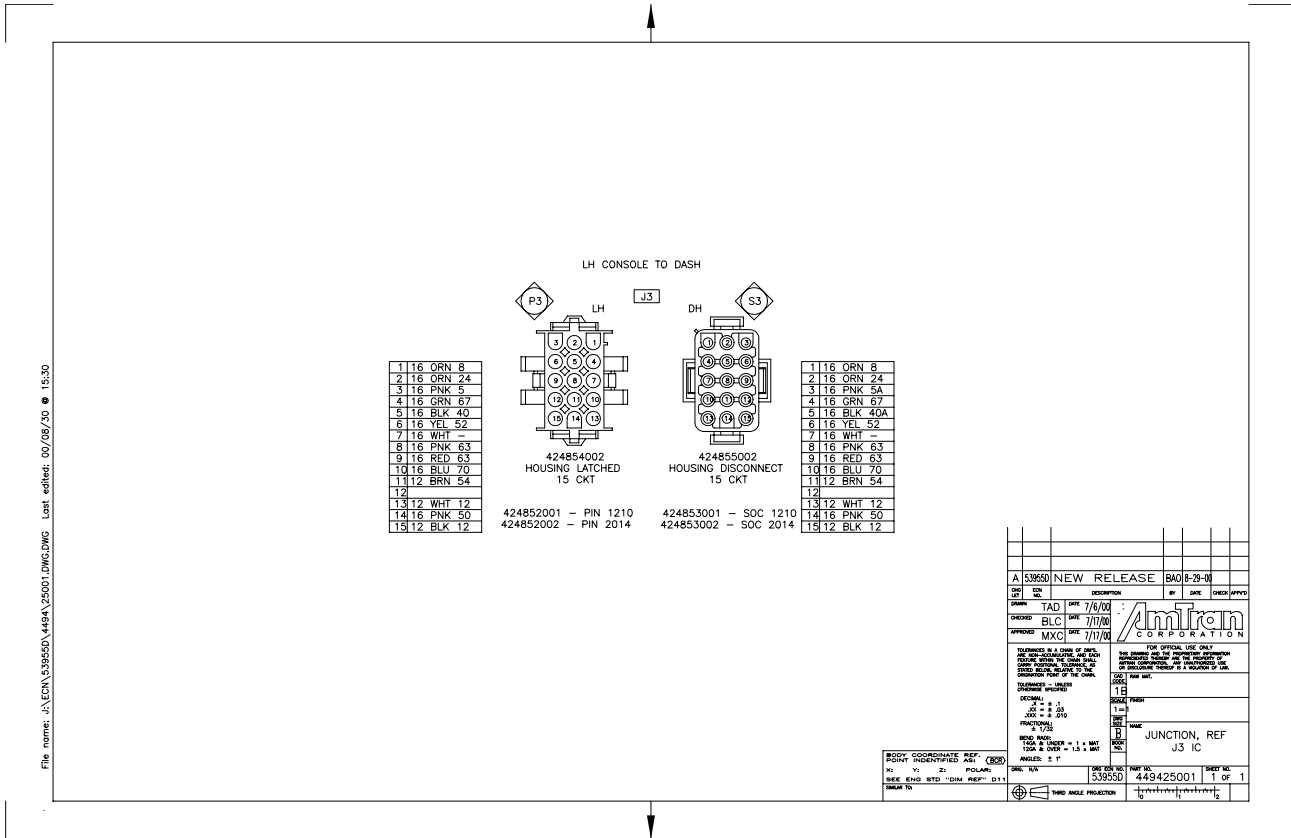 LH CONSOLE TO DASH
P3
J3
S3
LH
DH
3 2 1
6 5 4
9 8 7
12 11 10
15 14 13
1 2 3
4 5 6
7 8 9
10 11 12
13 14 15
1 16 ORN 8
2 16 ORN 24
3 16 PNK 5
4 16 GRN 67
5 16 BLK 40
6 16 YEL 52
7 16 WHT –
8 16 PNK 63
9 16 RED 63
10 16 BLU 70
11 12 BRN 54
12
13 12 WHT 12
14 16 PNK 50
15 12 BLK 12
424854002
HOUSING LATCHED
15 CKT
424852001 – PIN 1210
424852002 – PIN 2014
424855002
HOUSING DISCONNECT
15 CKT
424853001 – SOC 1210
424853002 – SOC 2014
1 16 ORN 8
2 16 ORN 24
3 16 PNK 5A
4 16 GRN 67
5 16 BLK 40A
6 16 YEL 52
7 16 WHT –
8 16 PNK 63
9 16 RED 63
10 16 BLU 70
11 12 BRN 54
12
13 12 WHT 12
14 16 PNK 50
15 12 BLK 12
File name: J:\ECN\53955D\4494\25001.DWG.DWG Last edited: 00/08/30 @ 15:30
A 53955D NEW RELEASE BAO 8-29-00
CHG LET ECN NO. DESCRIPTION BY DATE CHECK APPV'D
DRAWN TAD DATE 7/6/00
CHECKED BLC DATE 7/17/00
APPROVED MXC DATE 7/17/00
AmTran
CORPORATION
TOLERANCES IN A CHAIN OF DIM'S.
ARE NON-ACCUMULATIVE, AND EACH
FEATURE WITHIN THE CHAIN SHALL
CARRY POSITIONAL TOLERANCE, AS
STATED BELOW, RELATIVE TO THE
ORIGINATION POINT OF THE CHAIN.
TOLERANCES – UNLESS
OTHERWISE SPECIFIED
DECIMAL:
.X = ± .1
.XX = ± .03
.XXX = ± .010
FRACTIONAL:
± 1/32
BEND RADII:
14GA & UNDER = 1 x MAT
12GA & OVER = 1.5 x MAT
ANGLES: ± 1°
FOR OFFICIAL USE ONLY
THIS DRAWING AND THE PROPRIETARY INFORMATION
REPRESENTED THEREBY ARE THE PROPERTY OF
AMTRAN CORPORATION. ANY UNAUTHORIZED USE
OR DISCLOSURE THEREOF IS A VIOLATION OF LAW.
CAD CODE 1B
RAW MAT.
SCALE 1=1
FINISH
DWG SIZE B
BOOK NO.
NAME
JUNCTION, REF
J3 IC
BODY COORDINATE REF.
POINT INDENTIFIED AS: BCR
X: Y: Z: POLAR:
SEE ENG STD "DIM REF" D11
SIMILAR TO:
ORIG. N/A
ORG ECN NO. 53955D
PART NO. 449425001
SHEET NO. 1 OF 1
THIRD ANGLE PROJECTION
0 1 2